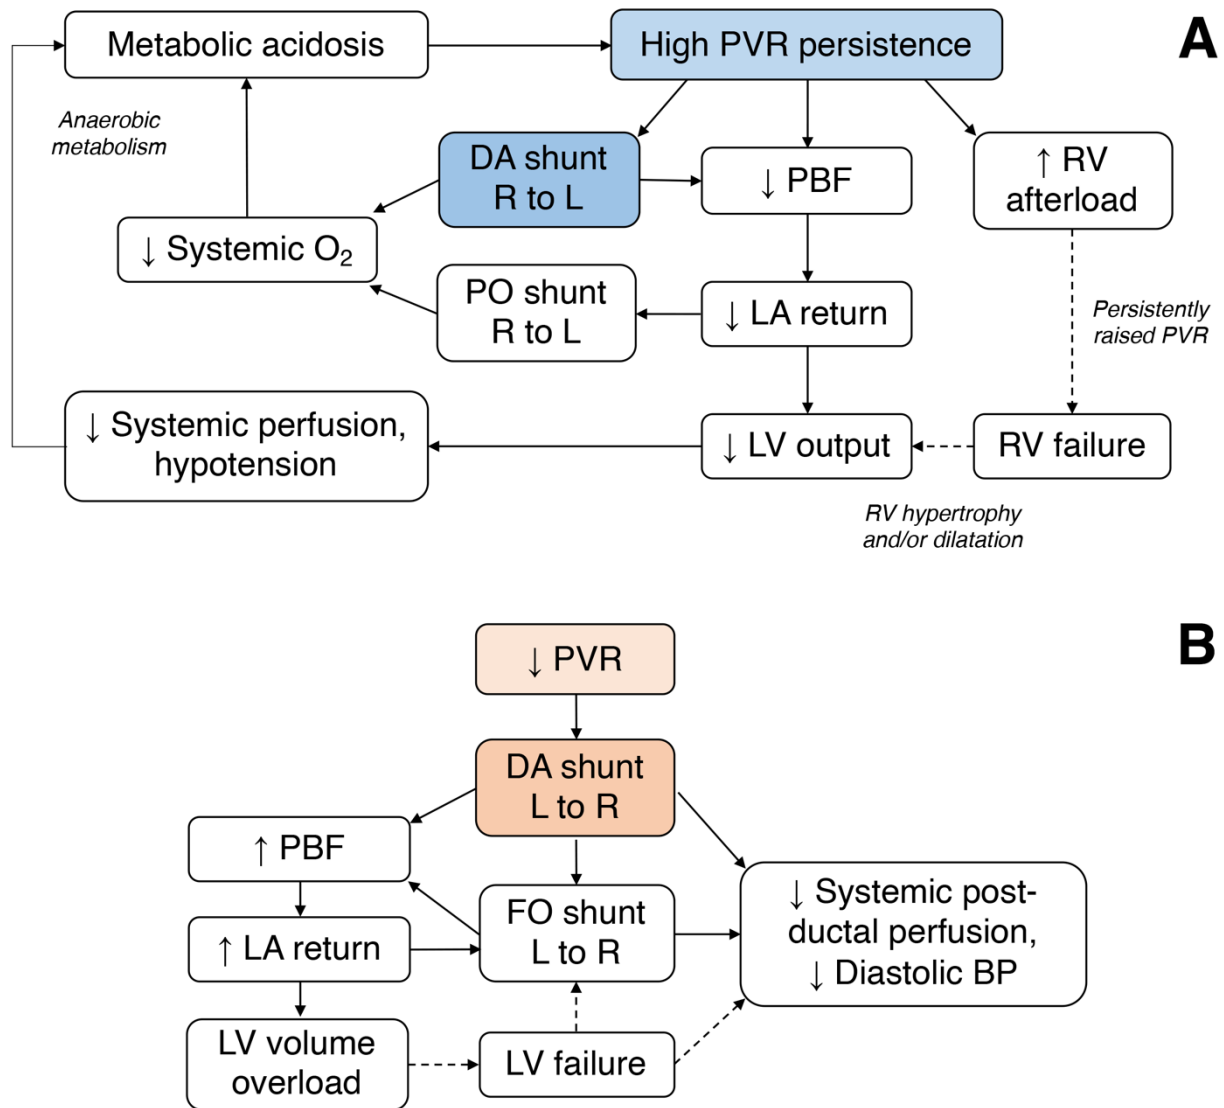 Metabolic acidosis
High PVR persistence
A
Anaerobic
metabolism
DA shunt
R to L
↓ PBF
↑ RV
afterload
↓ Systemic O₂
PO shunt
R to L
↓ LA return
Persistently
raised PVR
↓ Systemic perfusion,
hypotension
↓ LV output
RV failure
RV hypertrophy
and/or dilatation
B
↓ PVR
DA shunt
L to R
↑ PBF
FO shunt
L to R
↓ Systemic post-
ductal perfusion,
↓ Diastolic BP
↑ LA return
LV volume
overload
LV failure